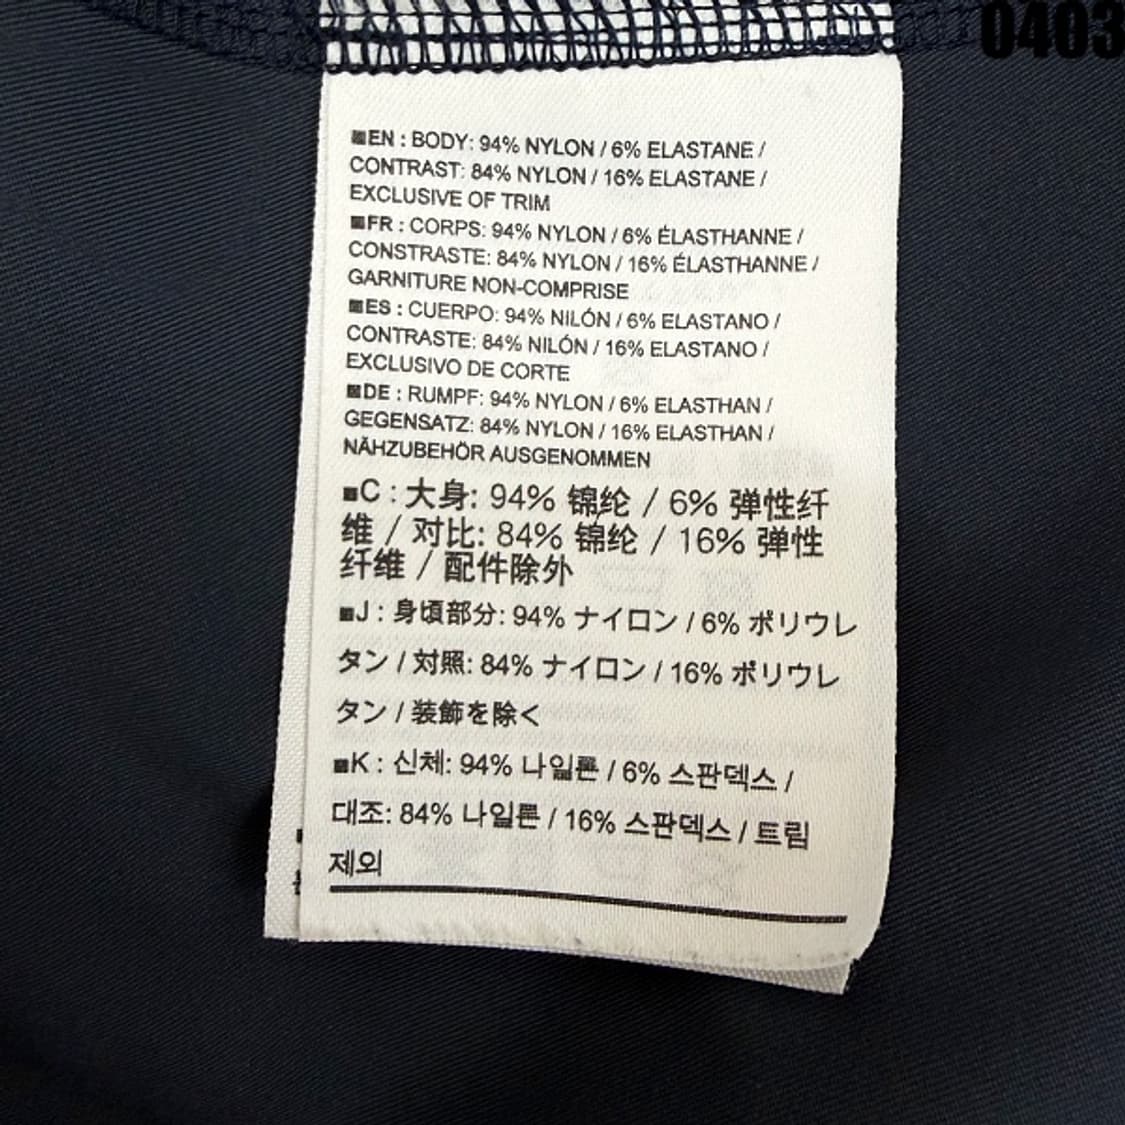 0403
■EN : BODY: 94% NYLON / 6% ELASTANE /
CONTRAST: 84% NYLON / 16% ELASTANE /
EXCLUSIVE OF TRIM
■FR : CORPS: 94% NYLON / 6% ÉLASTHANNE /
CONSTRASTE: 84% NYLON / 16% ÉLASTHANNE /
GARNITURE NON-COMPRISE
■ES : CUERPO: 94% NILÓN / 6% ELASTANO /
CONTRASTE: 84% NILÓN / 16% ELASTANO /
EXCLUSIVO DE CORTE
■DE : RUMPF: 94% NYLON / 6% ELASTHAN /
GEGENSATZ: 84% NYLON / 16% ELASTHAN /
NÄHZUBEHÖR AUSGENOMMEN
■C : 大身: 94% 锦纶 / 6% 弹性纤
维 / 对比: 84% 锦纶 / 16% 弹性
纤维 / 配件除外
■J : 身頃部分: 94% ナイロン / 6% ポリウレ
タン / 対照: 84% ナイロン / 16% ポリウレ
タン / 装飾を除く
■K : 신체: 94% 나일론 / 6% 스판덱스 /
대조: 84% 나일론 / 16% 스판덱스 / 트림
제외